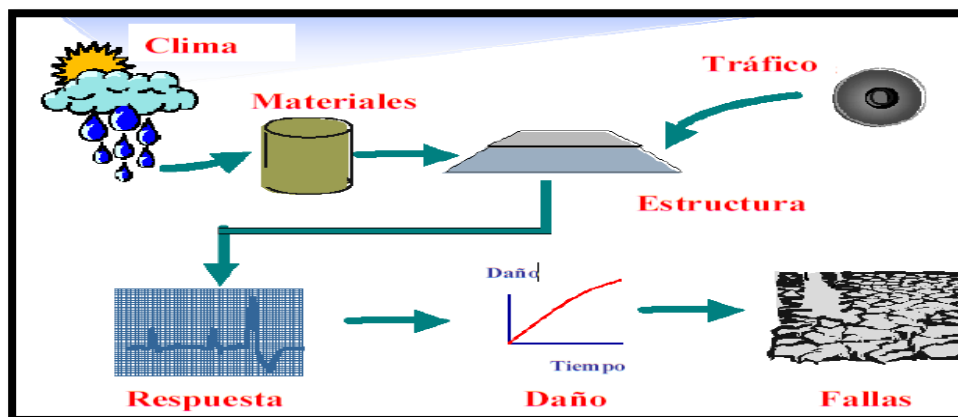 Clima
Tráfico
Materiales
Estructura
Daño
Tiempo
Respuesta
Daño
Fallas